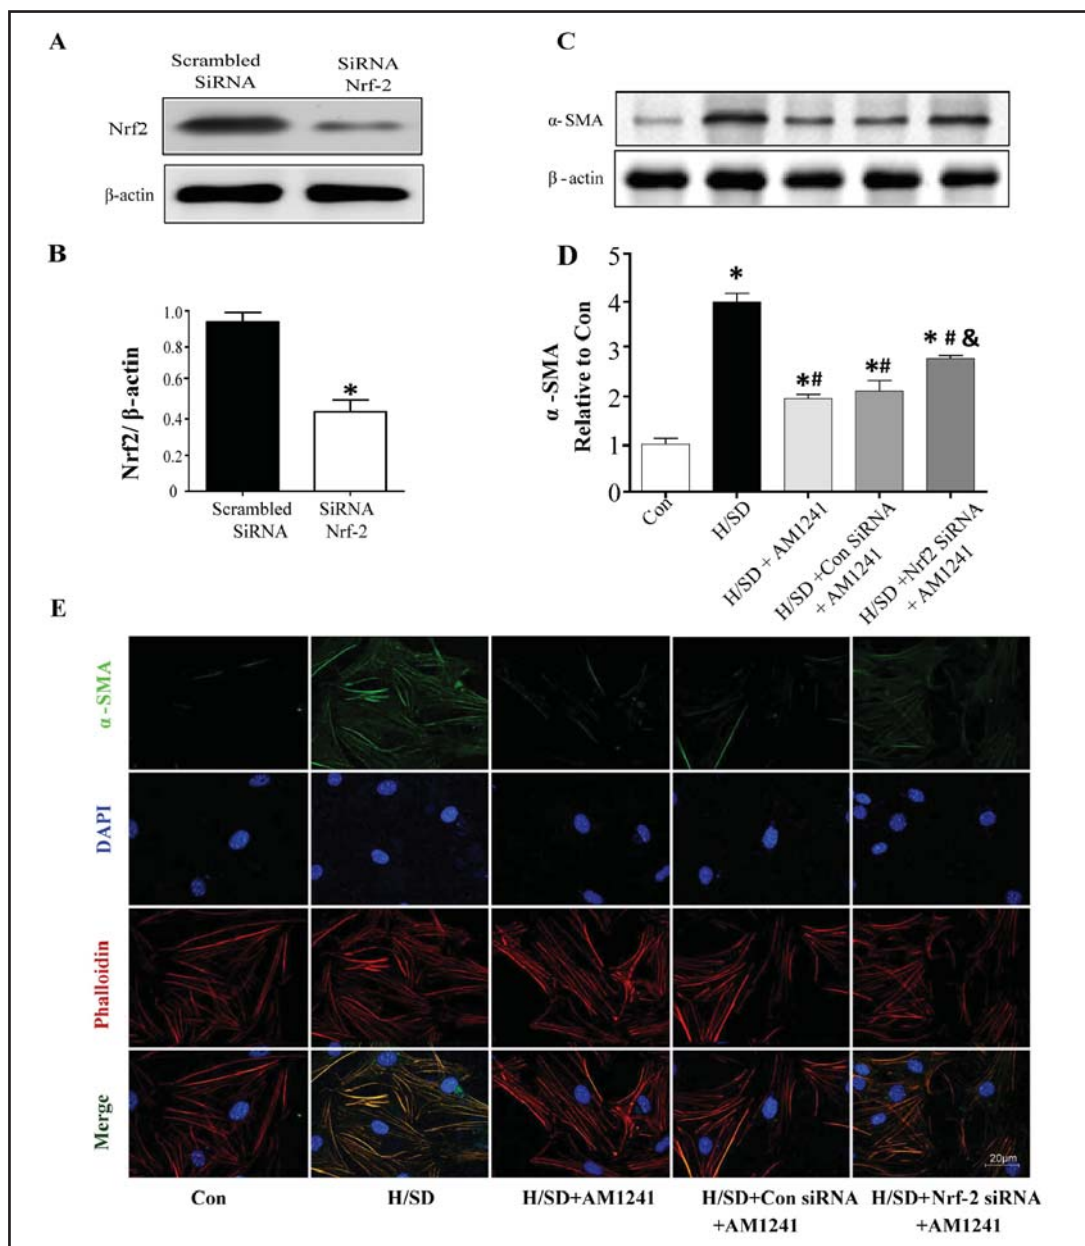 A
Scrambled
SiRNA
SiRNA
Nrf-2
Nrf2
β-actin
B
Nrf2/ β-actin
1.0
0.8
0.6
0.4
0.2
0
*
Scrambled
SiRNA
SiRNA
Nrf-2
C
α-SMA
β-actin
D
α-SMA
Relative to Con
5
4
3
2
1
0
*
*#
*#
*#&
Con
H/SD
H/SD + AM1241
H/SD +Con SiRNA
+ AM1241
H/SD +Nrf2 SiRNA
+ AM1241
E
α-SMA
DAPI
Phalloidin
Merge
20μm
Con
H/SD
H/SD+AM1241
H/SD+Con siRNA
+AM1241
H/SD+Nrf-2 siRNA
+AM1241